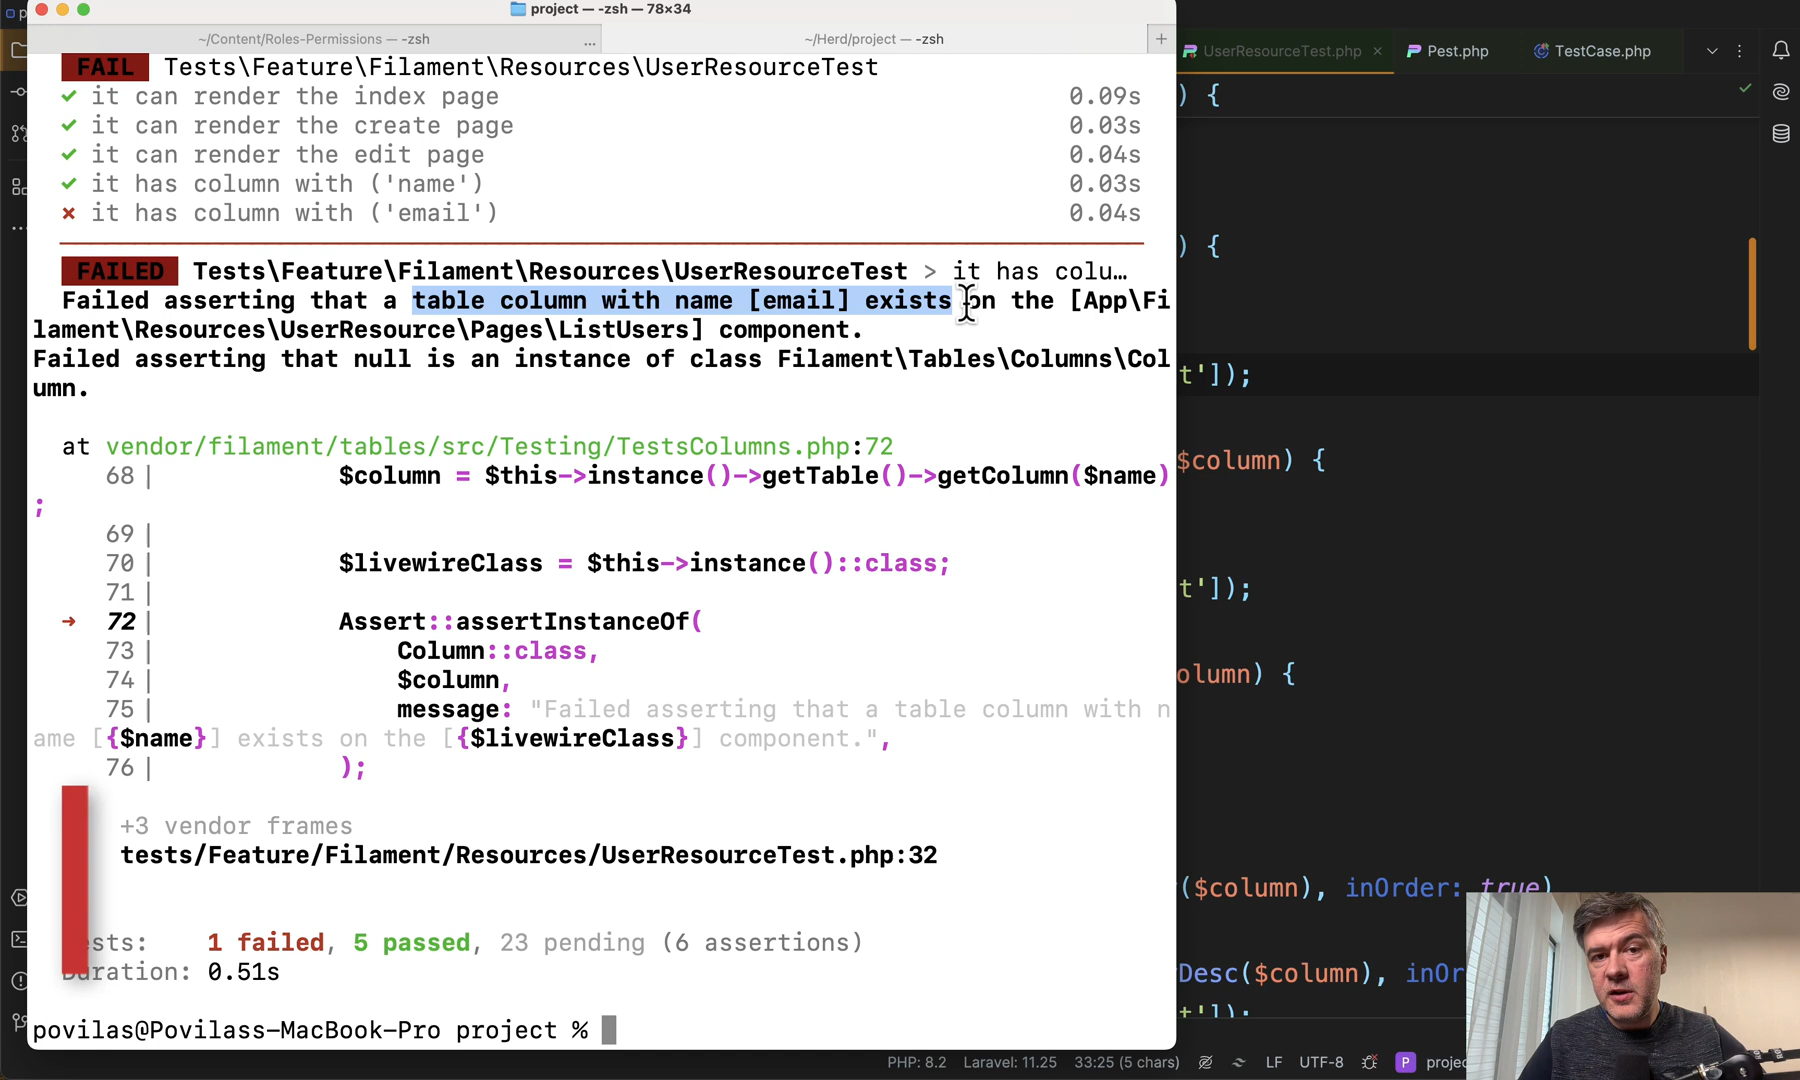 project — -zsh — 78×34
~/Content/Roles-Permissions — -zsh
...
~/Herd/project — -zsh
+
UserResourceTest.php ×
Pest.php
TestCase.php
FAIL Tests\Feature\Filament\Resources\UserResourceTest
✓ it can render the index page 0.09s
✓ it can render the create page 0.03s
✓ it can render the edit page 0.04s
✓ it has column with ('name') 0.03s
⨯ it has column with ('email') 0.04s
FAILED Tests\Feature\Filament\Resources\UserResourceTest > it has colu…
Failed asserting that a table column with name [email] exists on the [App\Fi
lament\Resources\UserResource\Pages\ListUsers] component.
Failed asserting that null is an instance of class Filament\Tables\Columns\Col
umn.
at vendor/filament/tables/src/Testing/TestsColumns.php:72
68| $column = $this->instance()->getTable()->getColumn($name)
;
69|
70| $livewireClass = $this->instance()::class;
71|
→ 72| Assert::assertInstanceOf(
73| Column::class,
74| $column,
75| message: "Failed asserting that a table column with n
ame [{$name}] exists on the [{$livewireClass}] component.",
76| );
+3 vendor frames
tests/Feature/Filament/Resources/UserResourceTest.php:32
ests: 1 failed, 5 passed, 23 pending (6 assertions)
Duration: 0.51s
povilas@Povilass-MacBook-Pro project %
) {
) {
t']);
$column) {
t']);
olumn) {
($column), inOrder: true)
Desc($column), inOr
t']);
PHP: 8.2 Laravel: 11.25 33:25 (5 chars) LF UTF-8 P projec